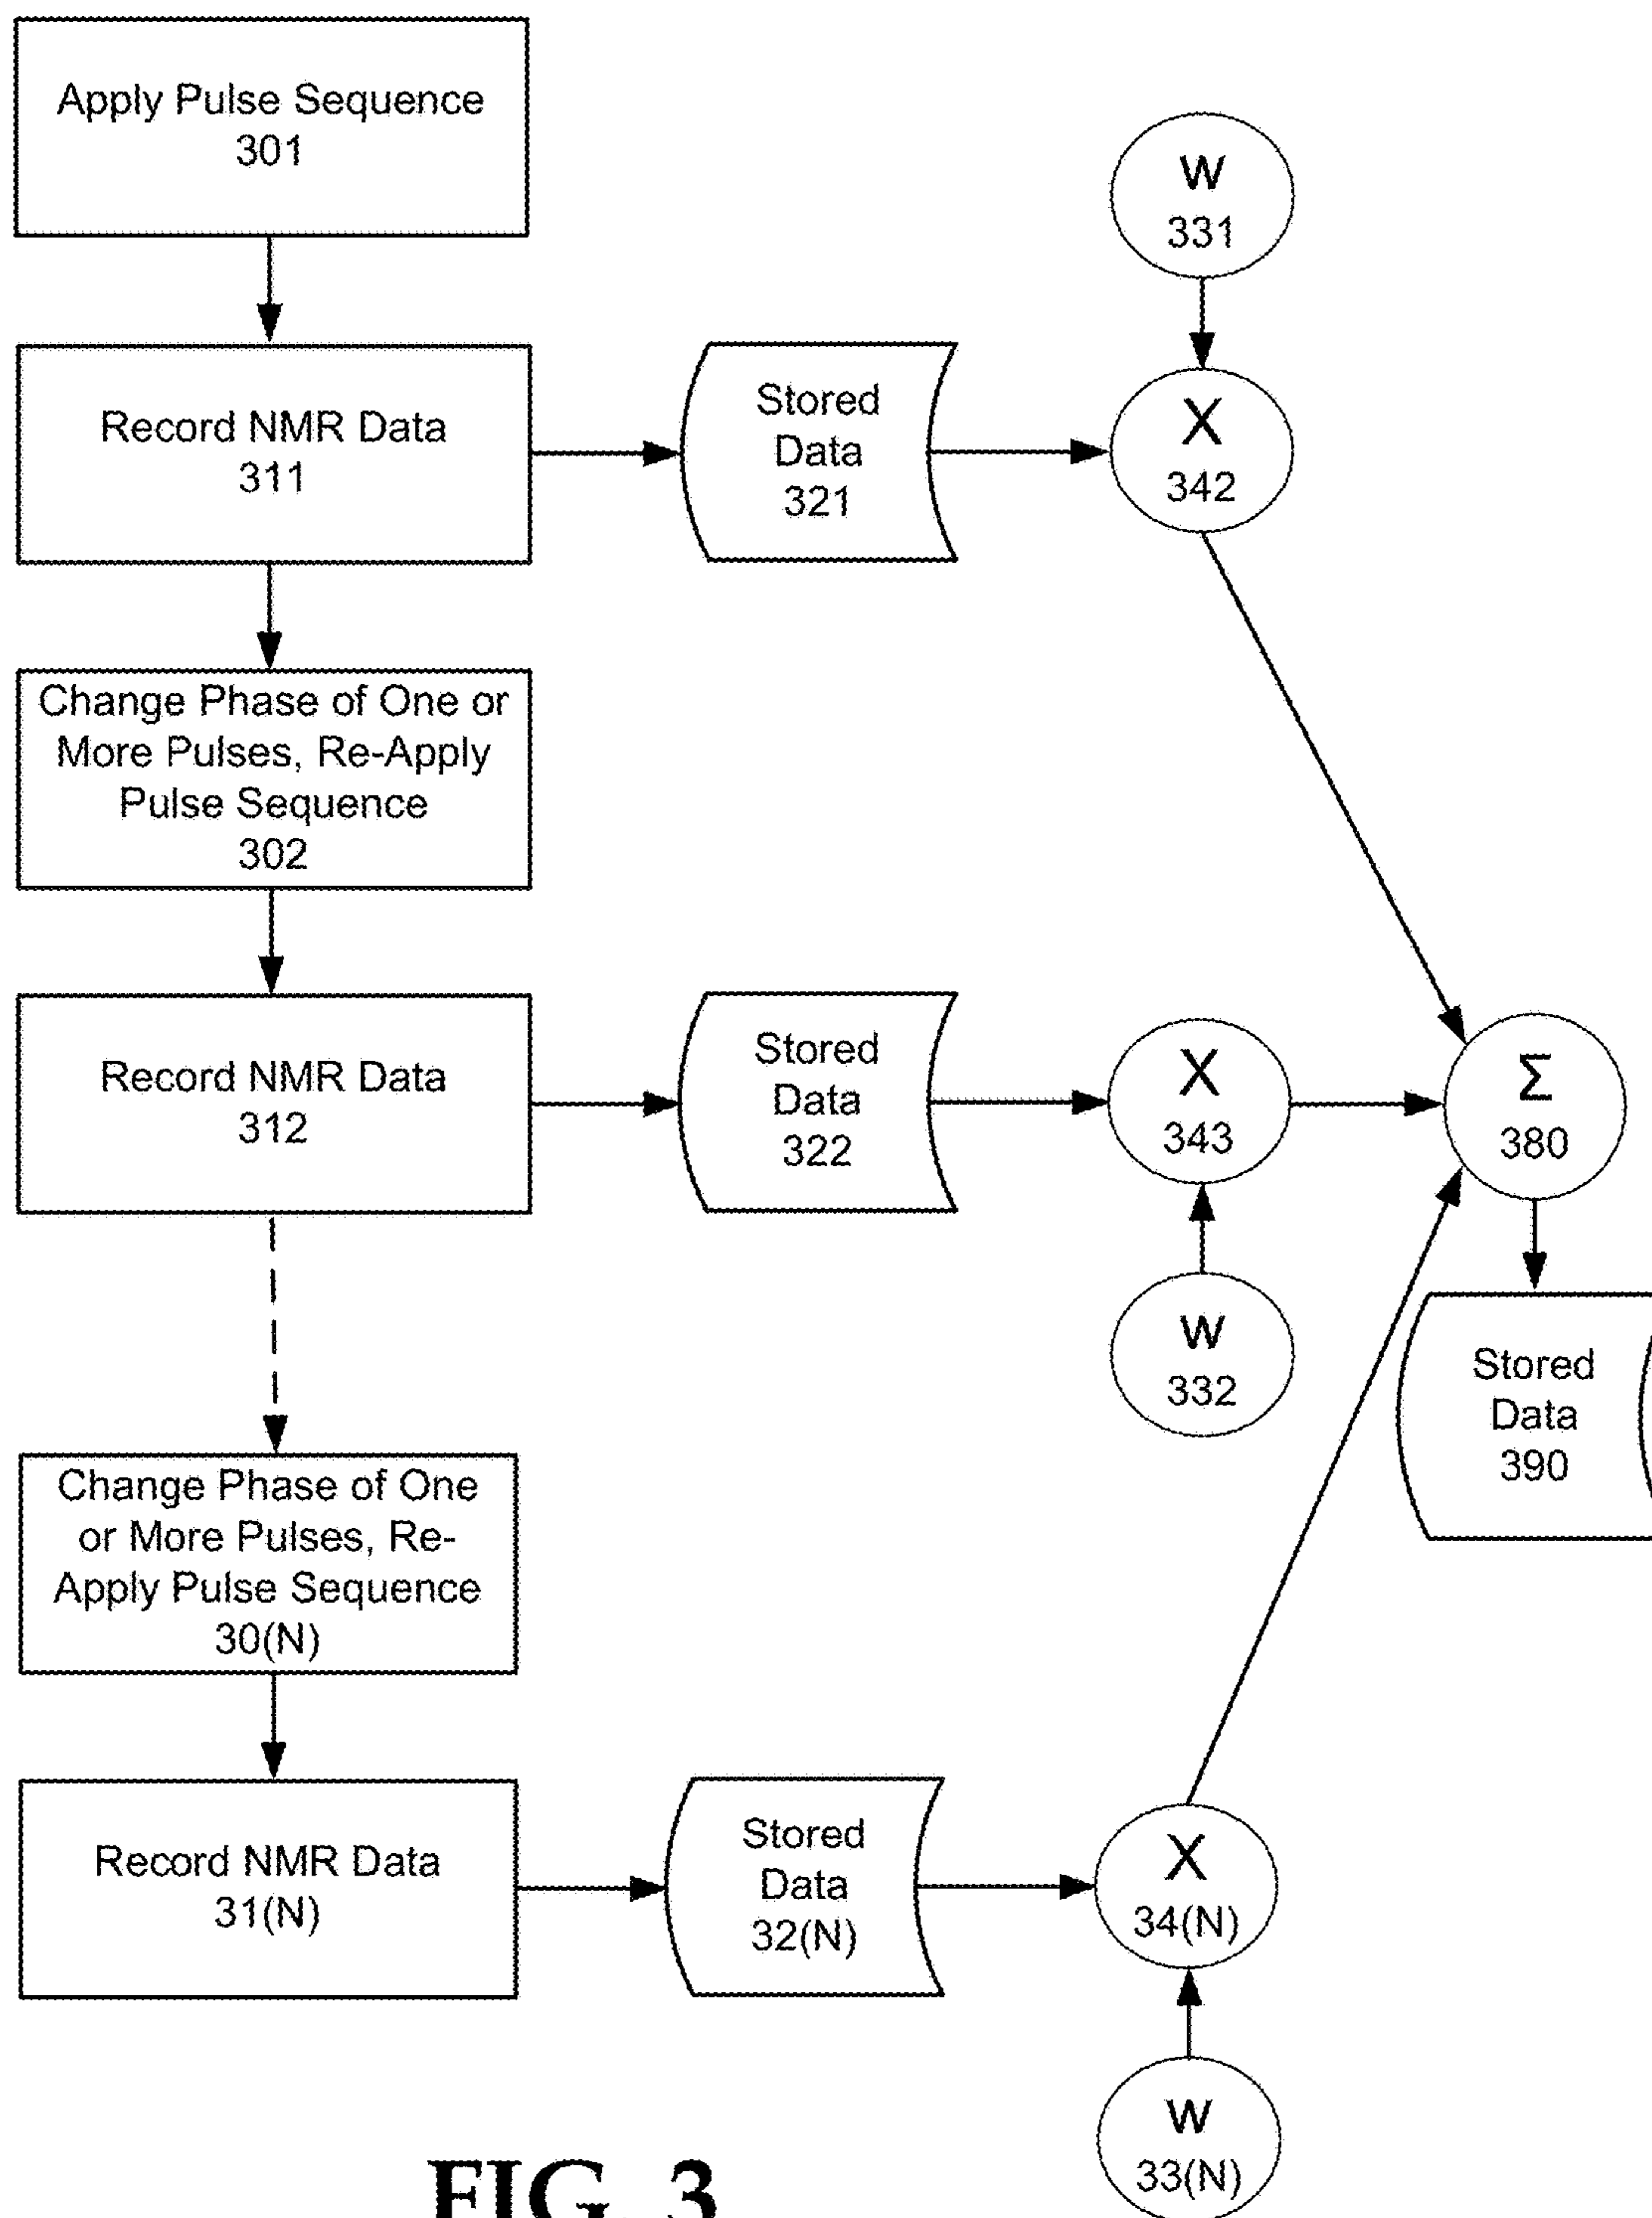 Apply Pulse Sequence
301
W
331
Record NMR Data
311
Stored
Data
321
X
342
Change Phase of One or
More Pulses, Re-Apply
Pulse Sequence
302
Record NMR Data
312
Stored
Data
322
X
343
Σ
380
W
332
Stored
Data
390
Change Phase of One
or More Pulses, Re-
Apply Pulse Sequence
30(N)
Record NMR Data
31(N)
Stored
Data
32(N)
X
34(N)
W
33(N)
FIG. 3